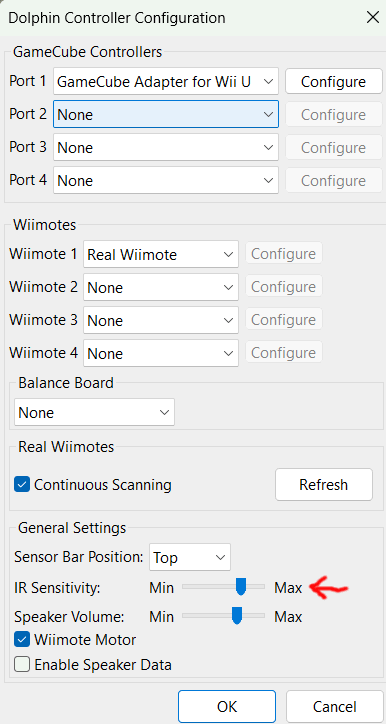 Dolphin Controller Configuration
GameCube Controllers
Port 1 GameCube Adapter for Wii U Configure
Port 2 None Configure
Port 3 None Configure
Port 4 None Configure
Wiimotes
Wiimote 1 Real Wiimote Configure
Wiimote 2 None Configure
Wiimote 3 None Configure
Wiimote 4 None Configure
Balance Board
None
Real Wiimotes
Continuous Scanning Refresh
General Settings
Sensor Bar Position: Top
IR Sensitivity: Min Max
Speaker Volume: Min Max
Wiimote Motor
Enable Speaker Data
OK Cancel